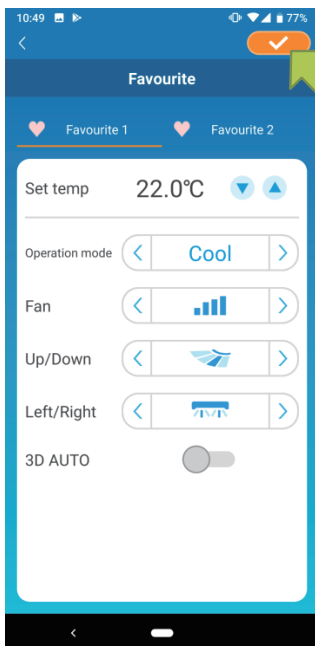 10:49 77%
Favourite
Favourite 1 Favourite 2
Set temp 22.0℃
Operation mode Cool
Fan
Up/Down
Left/Right
3D AUTO